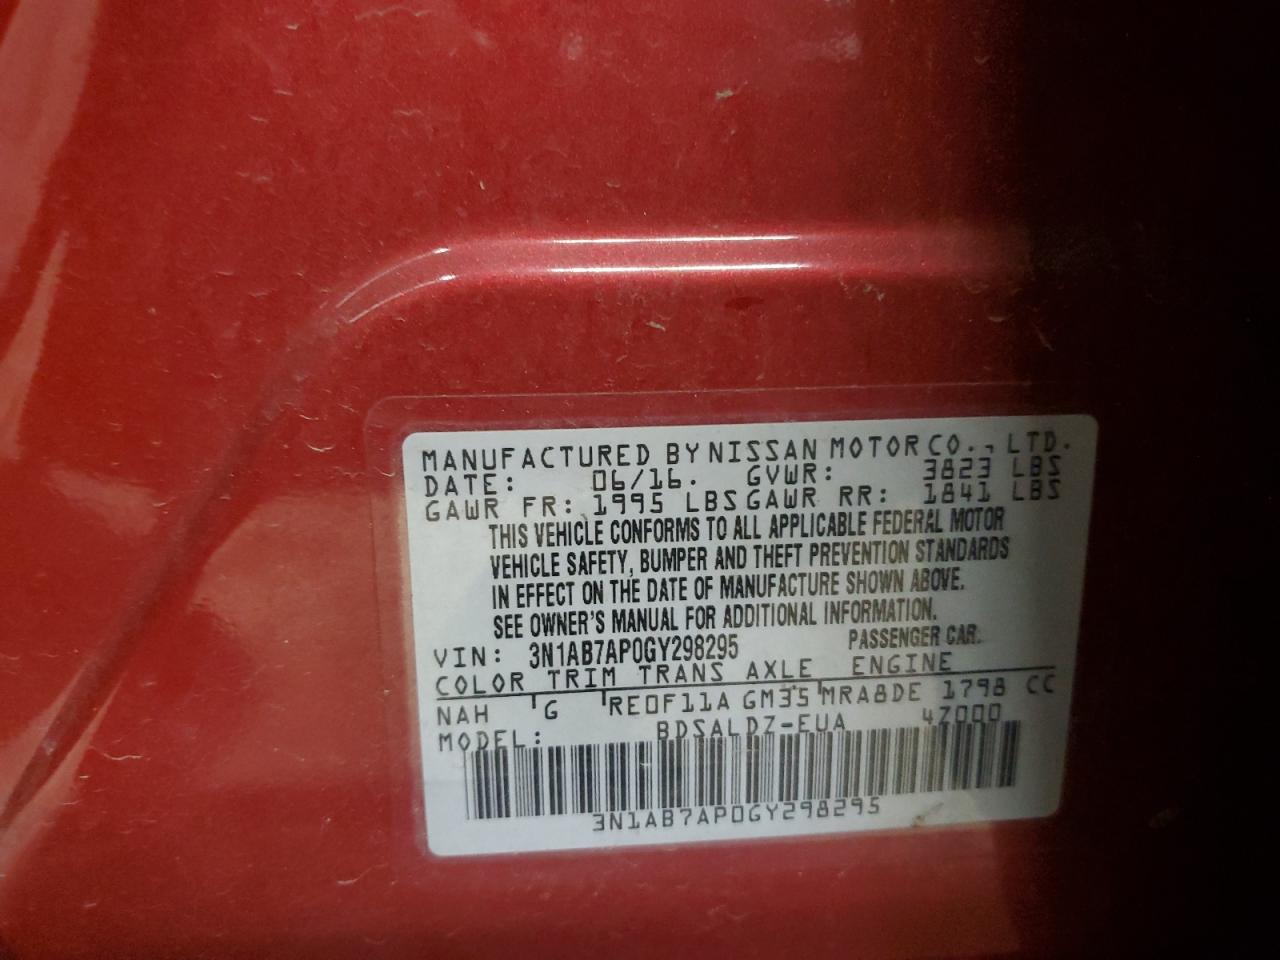 MANUFACTURED BY NISSAN MOTOR CO., LTD.
DATE: 06/16. GVWR: 3823 LBS
GAWR FR: 1995 LBS GAWR RR: 1841 LBS
THIS VEHICLE CONFORMS TO ALL APPLICABLE FEDERAL MOTOR
VEHICLE SAFETY, BUMPER AND THEFT PREVENTION STANDARDS
IN EFFECT ON THE DATE OF MANUFACTURE SHOWN ABOVE.
SEE OWNER'S MANUAL FOR ADDITIONAL INFORMATION.
VIN: 3N1AB7AP0GY298295 PASSENGER CAR.
COLOR TRIM TRANS AXLE ENGINE
NAH G RE0F11A GM35 MRA8DE 1798 CC
MODEL: BDSALDZ-EUA 47000
3N1AB7AP0GY298295